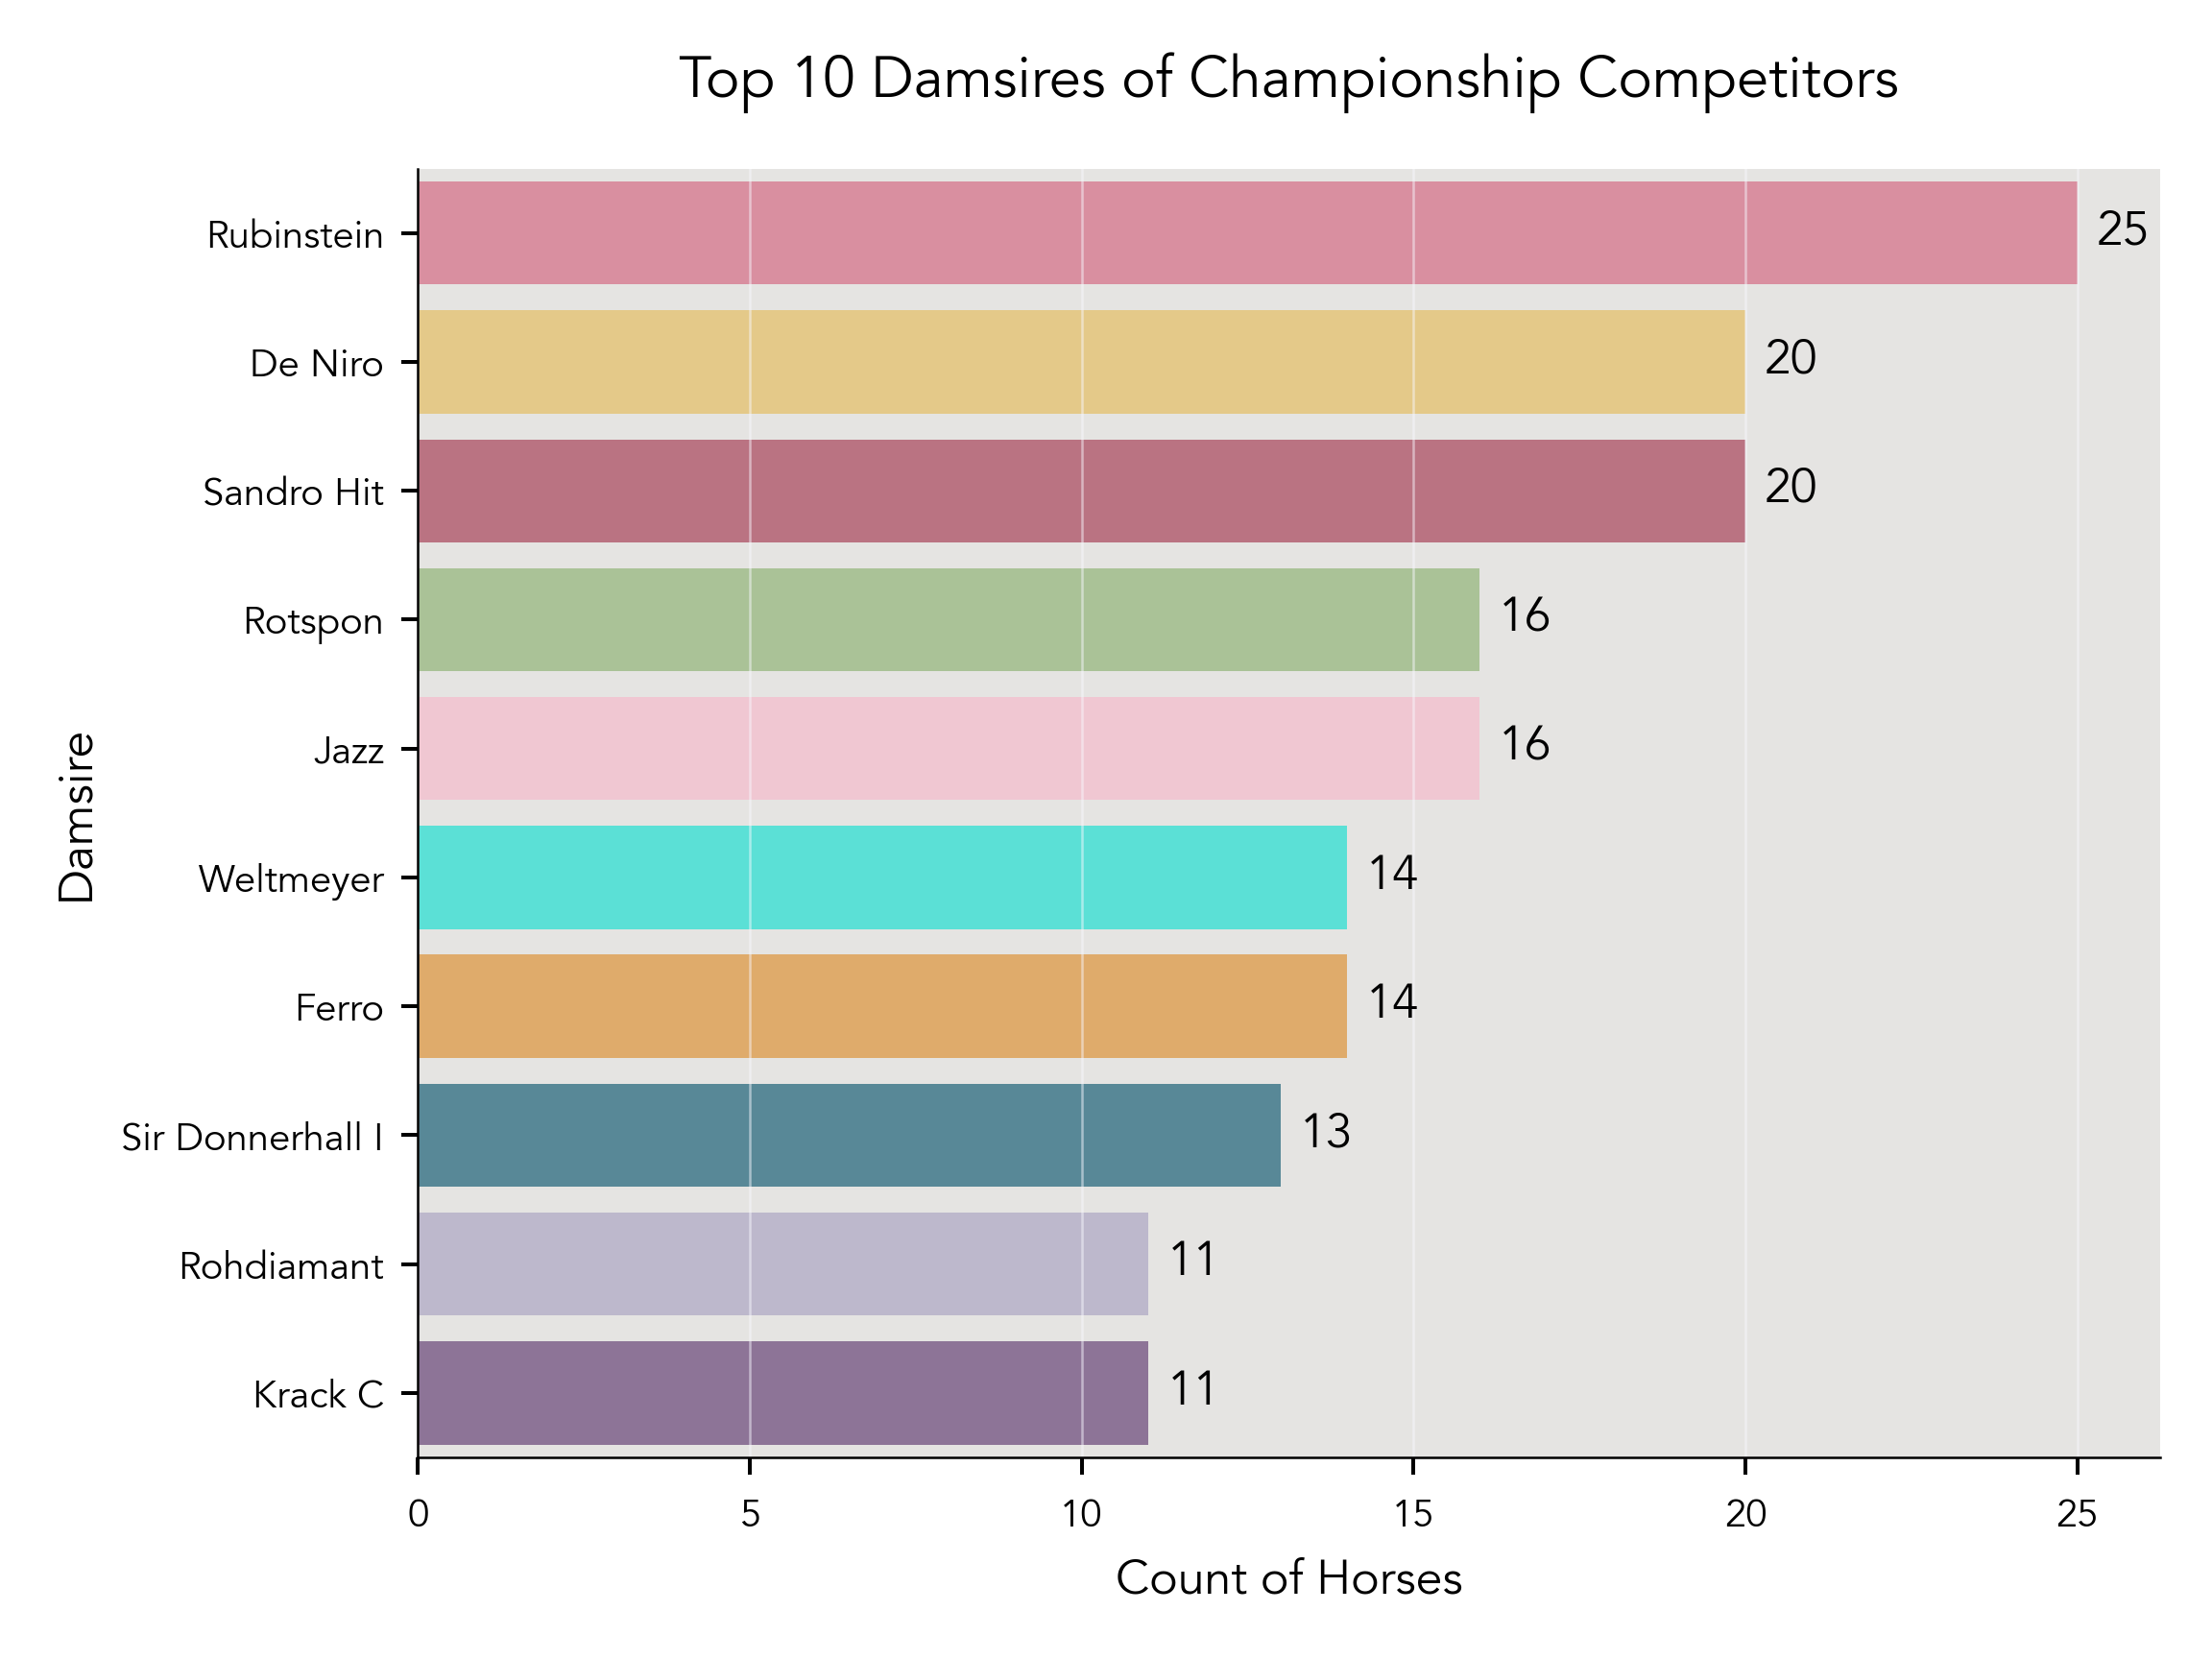 Top 10 Damsires of Championship Competitors
Damsire
Rubinstein 25
De Niro 20
Sandro Hit 20
Rotspon 16
Jazz 16
Weltmeyer 14
Ferro 14
Sir Donnerhall I 13
Rohdiamant 11
Krack C 11
0 5 10 15 20 25
Count of Horses